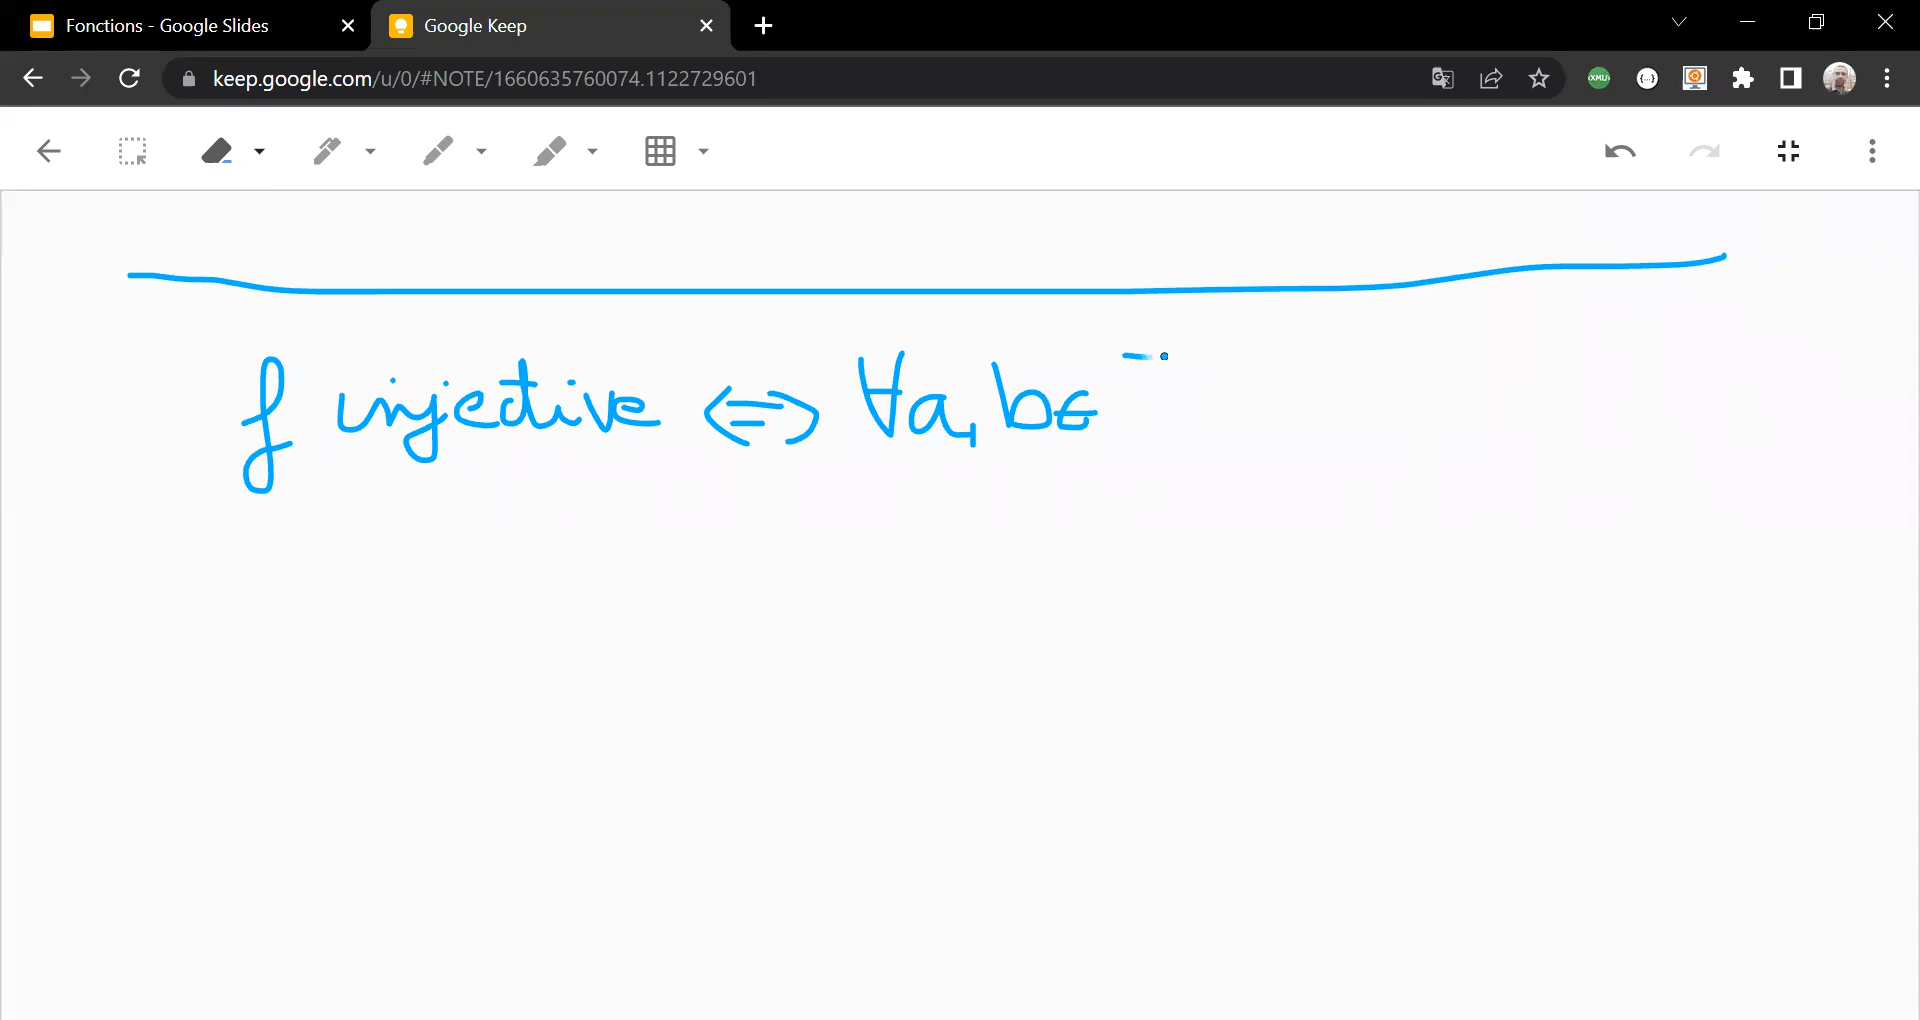 Fonctions - Google Slides
Google Keep
keep.google.com/u/0/#NOTE/1660635760074.1122729601
f injective <=> ∀a, b∈